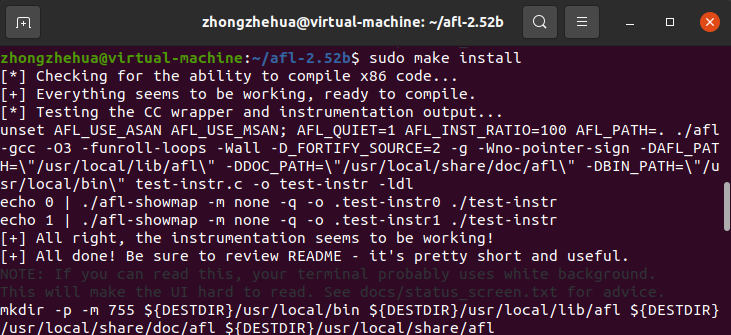 zhongzhehua@virtual-machine: ~/afl-2.52b
zhongzhehua@virtual-machine:~/afl-2.52b$ sudo make install
[*] Checking for the ability to compile x86 code...
[+] Everything seems to be working, ready to compile.
[*] Testing the CC wrapper and instrumentation output...
unset AFL_USE_ASAN AFL_USE_MSAN; AFL_QUIET=1 AFL_INST_RATIO=100 AFL_PATH=. ./afl
-gcc -O3 -funroll-loops -Wall -D_FORTIFY_SOURCE=2 -g -Wno-pointer-sign -DAFL_PAT
H=\"/usr/local/lib/afl\" -DDOC_PATH=\"/usr/local/share/doc/afl\" -DBIN_PATH=\"/u
sr/local/bin\" test-instr.c -o test-instr -ldl
echo 0 | ./afl-showmap -m none -q -o .test-instr0 ./test-instr
echo 1 | ./afl-showmap -m none -q -o .test-instr1 ./test-instr
[+] All right, the instrumentation seems to be working!
[+] All done! Be sure to review README - it's pretty short and useful.
NOTE: If you can read this, your terminal probably uses white background.
This will make the UI hard to read. See docs/status_screen.txt for advice.
mkdir -p -m 755 ${DESTDIR}/usr/local/bin ${DESTDIR}/usr/local/lib/afl ${DESTDIR}
/usr/local/share/doc/afl ${DESTDIR}/usr/local/share/afl